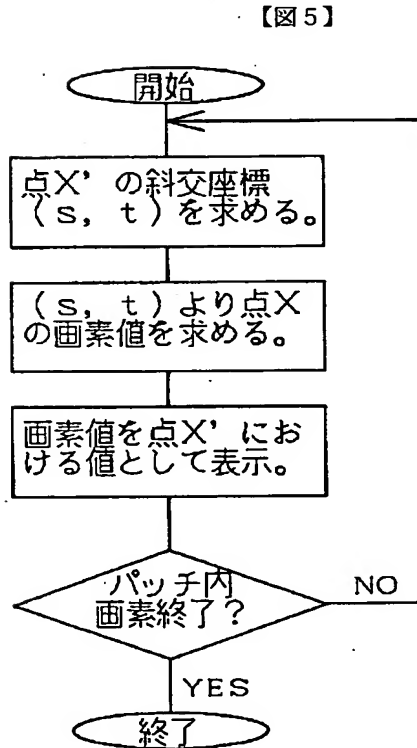 【図5】
開始
点X'の斜交座標
(s, t)を求める。
(s, t)より点X
の画素値を求める。
画素値を点X'にお
ける値として表示。
パッチ内
画素終了?
NO
YES
終了